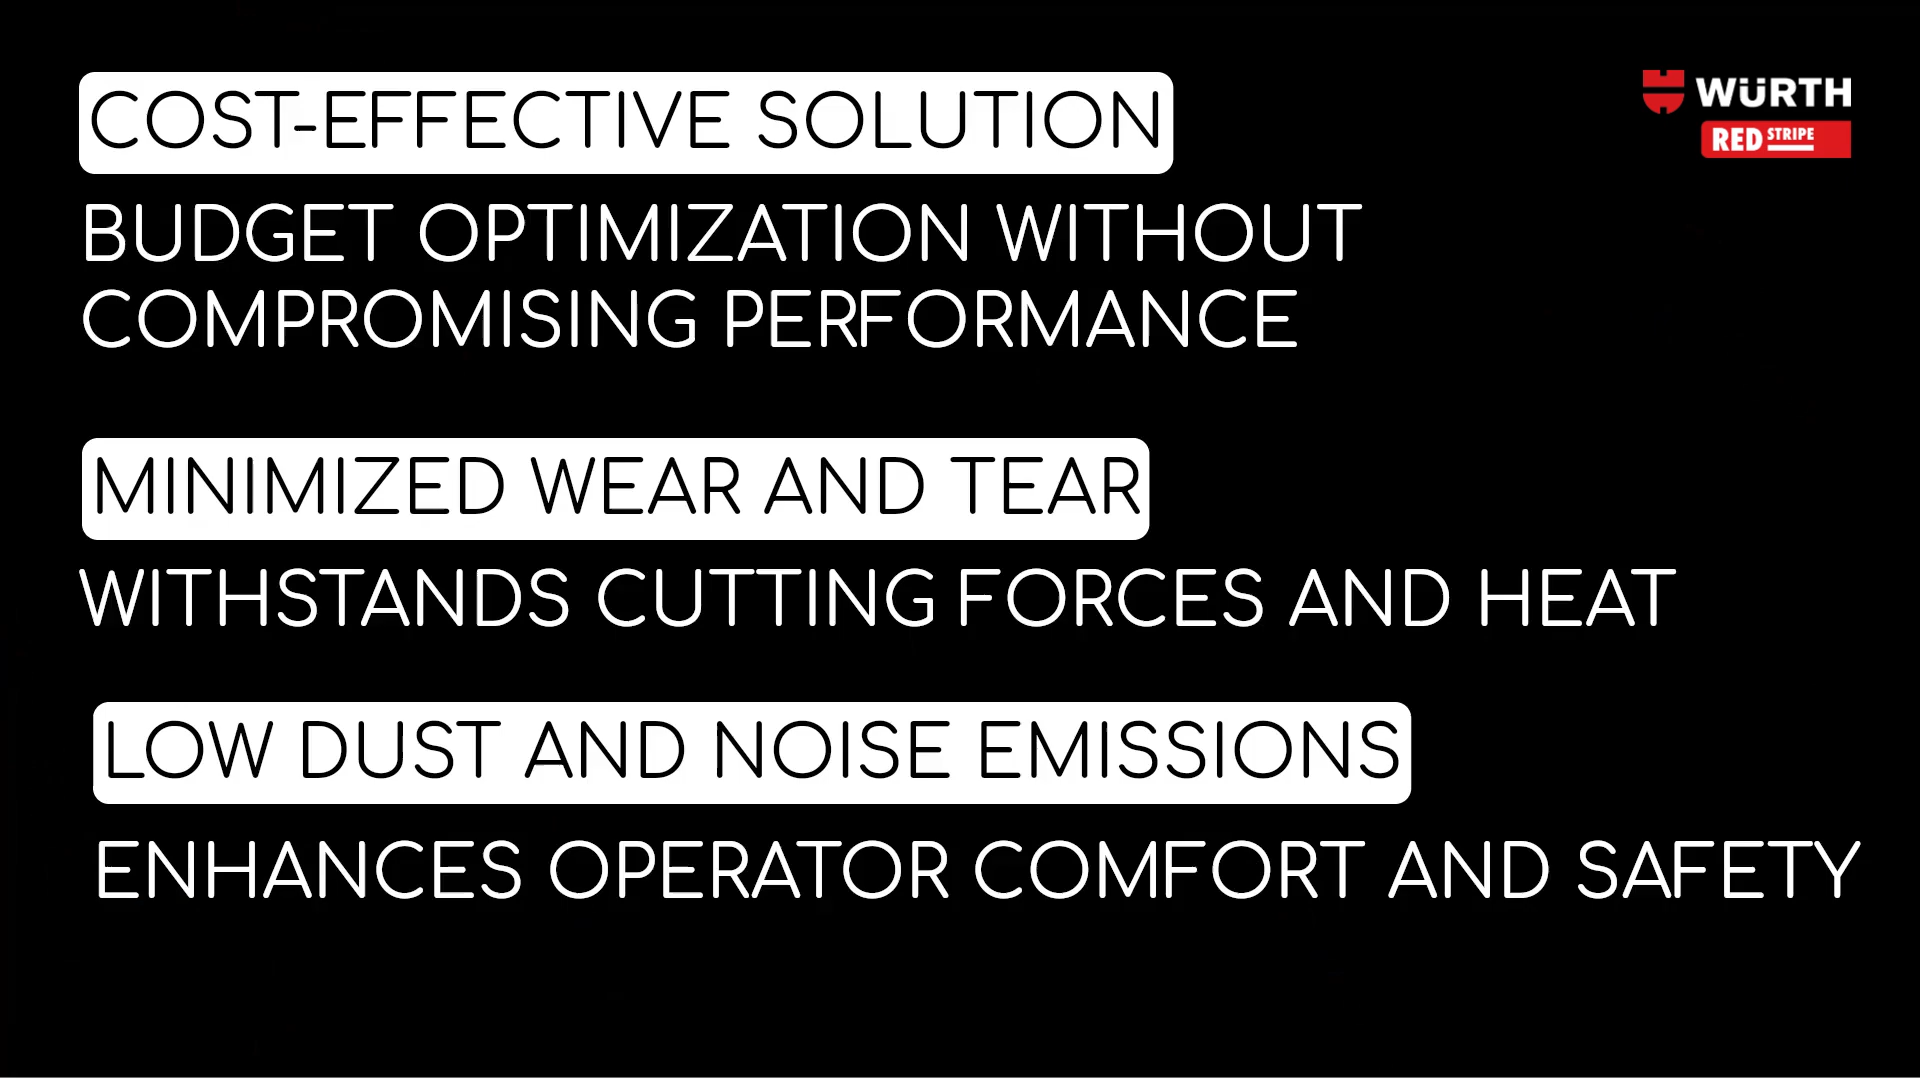 COST-EFFECTIVE SOLUTION
WÜRTH
RED STRIPE
BUDGET OPTIMIZATION WITHOUT
COMPROMISING PERFORMANCE
MINIMIZED WEAR AND TEAR
WITHSTANDS CUTTING FORCES AND HEAT
LOW DUST AND NOISE EMISSIONS
ENHANCES OPERATOR COMFORT AND SAFETY